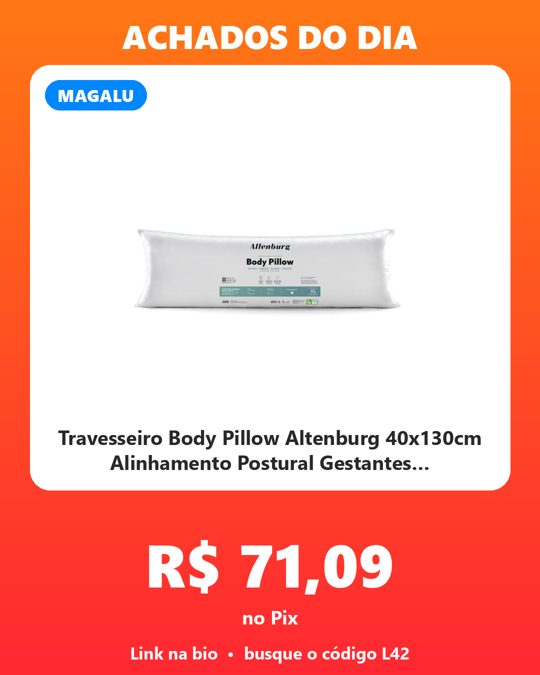 ACHADOS DO DIA
MAGALU
Altenburg
Body Pillow
Travesseiro Body Pillow Altenburg 40x130cm
Alinhamento Postural Gestantes...
R$ 71,09
no Pix
Link na bio • busque o código L42